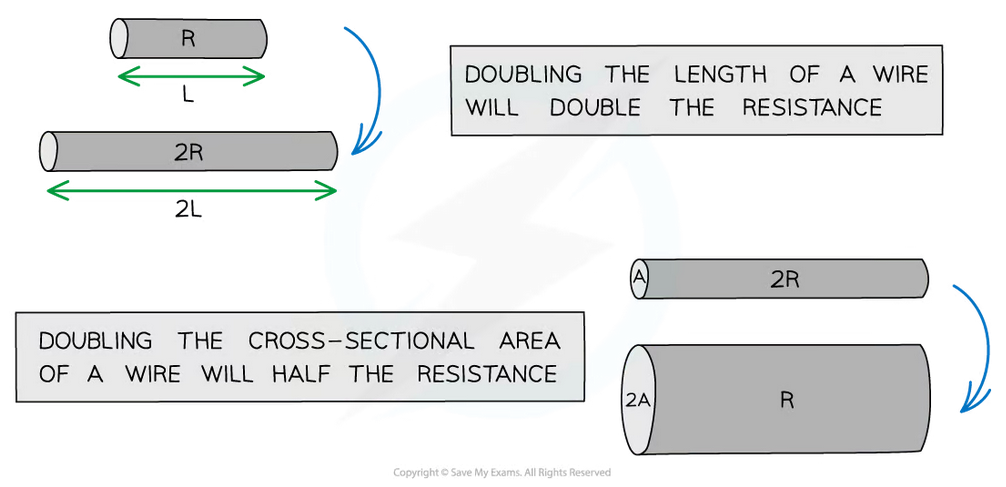 R
L
2R
2L
DOUBLING THE LENGTH OF A WIRE
WILL DOUBLE THE RESISTANCE
A
2R
DOUBLING THE CROSS-SECTIONAL AREA
OF A WIRE WILL HALF THE RESISTANCE
2A
R
Copyright © Save My Exams. All Rights Reserved